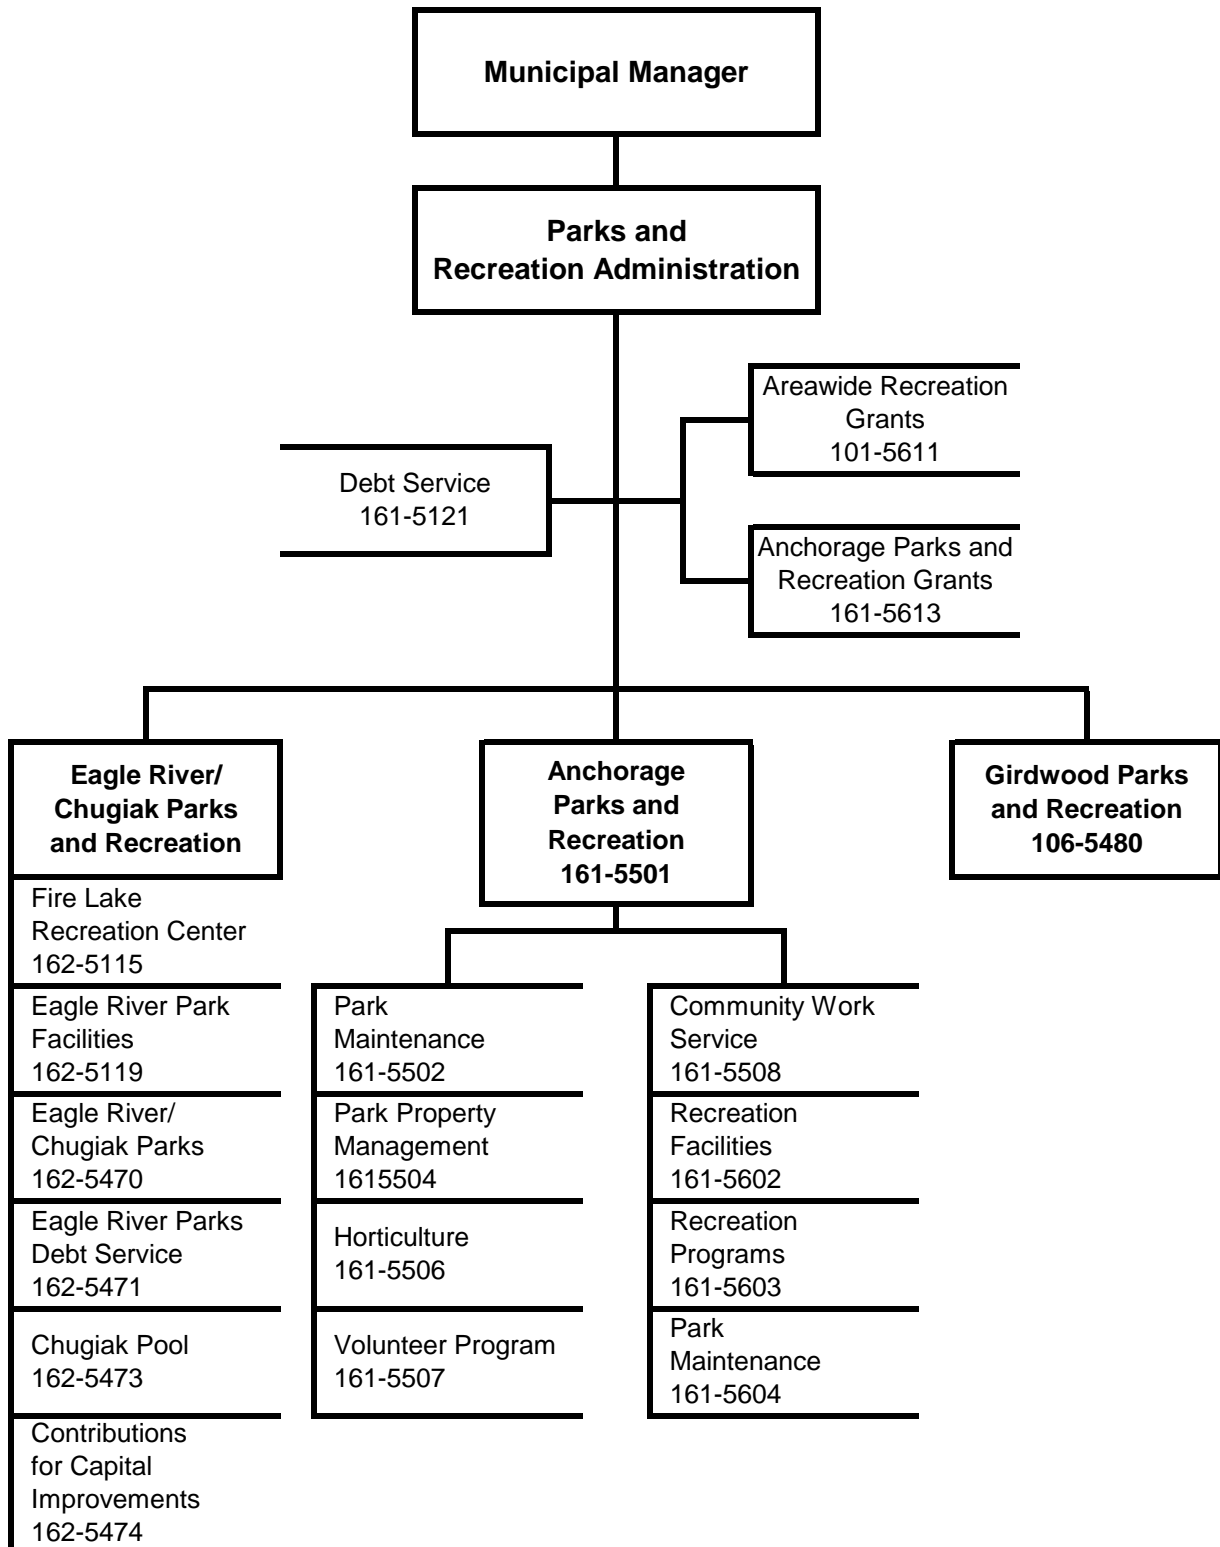 Municipal Manager
Parks and
Recreation Administration
Areawide Recreation
Grants
101-5611
Debt Service
161-5121
Anchorage Parks and
Recreation Grants
161-5613
Eagle River/
Chugiak Parks
and Recreation
Fire Lake
Recreation Center
162-5115
Eagle River Park
Facilities
162-5119
Eagle River/
Chugiak Parks
162-5470
Eagle River Parks
Debt Service
162-5471
Chugiak Pool
162-5473
Contributions
for Capital
Improvements
162-5474
Anchorage
Parks and
Recreation
161-5501
Park
Maintenance
161-5502
Park Property
Management
1615504
Horticulture
161-5506
Volunteer Program
161-5507
Community Work
Service
161-5508
Recreation
Facilities
161-5602
Recreation
Programs
161-5603
Park
Maintenance
161-5604
Girdwood Parks
and Recreation
106-5480